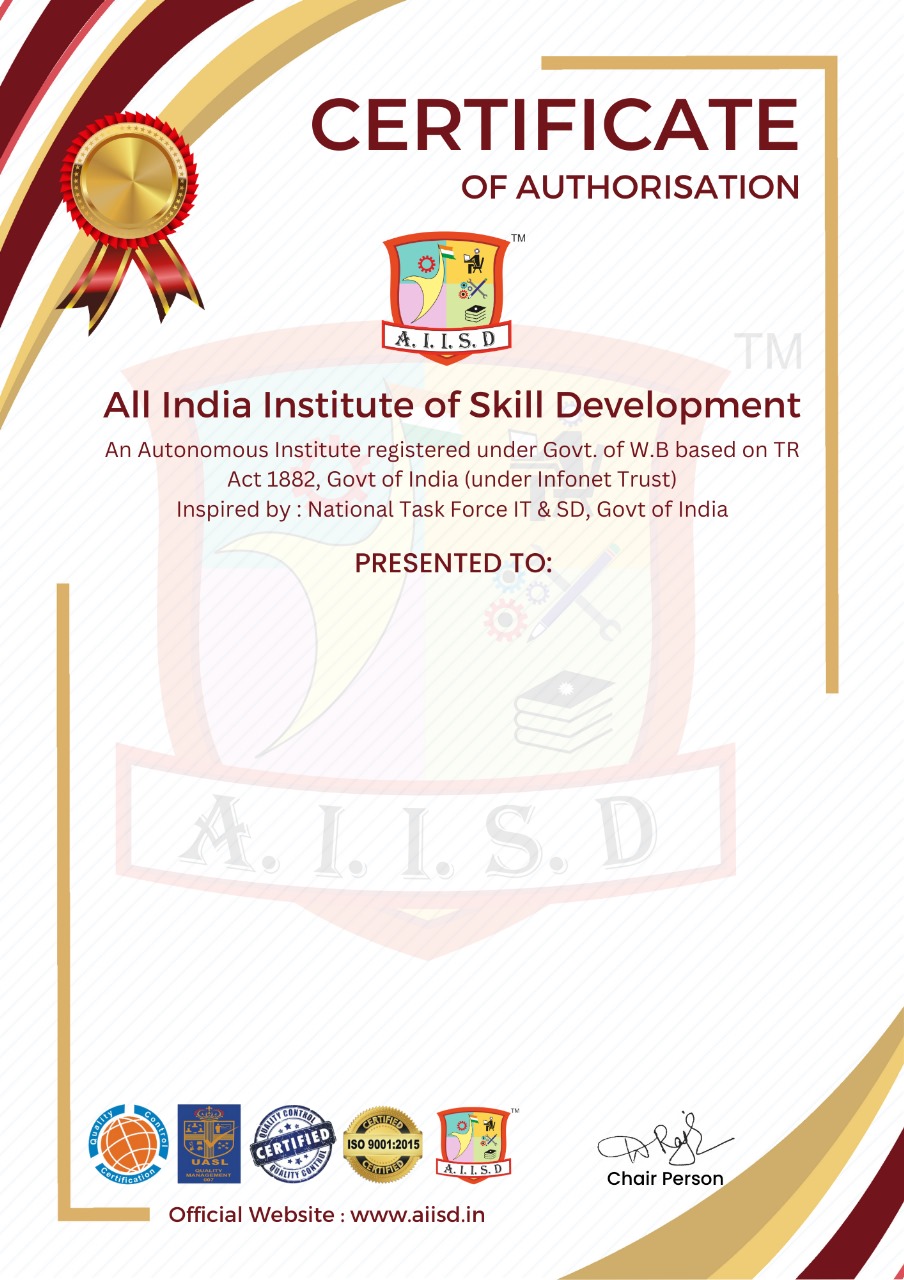 CERTIFICATE
OF AUTHORISATION
TM
A. I. I. S. D
TM
All India Institute of Skill Development
An Autonomous Institute registered under Govt. of W.B based on TR
Act 1882, Govt of India (under Infonet Trust)
Inspired by : National Task Force IT & SD, Govt of India
PRESENTED TO:
A. I. I. S. D
Quality Control
Certification
UASL
QUALITY
MANAGEMENT
QUALITY CONTROL
CERTIFIED
QUALITY CONTROL
CERTIFIED
ISO 9001:2015
CERTIFIED
TM
A. I. I. S. D
Chair Person
Official Website : www.aiisd.in